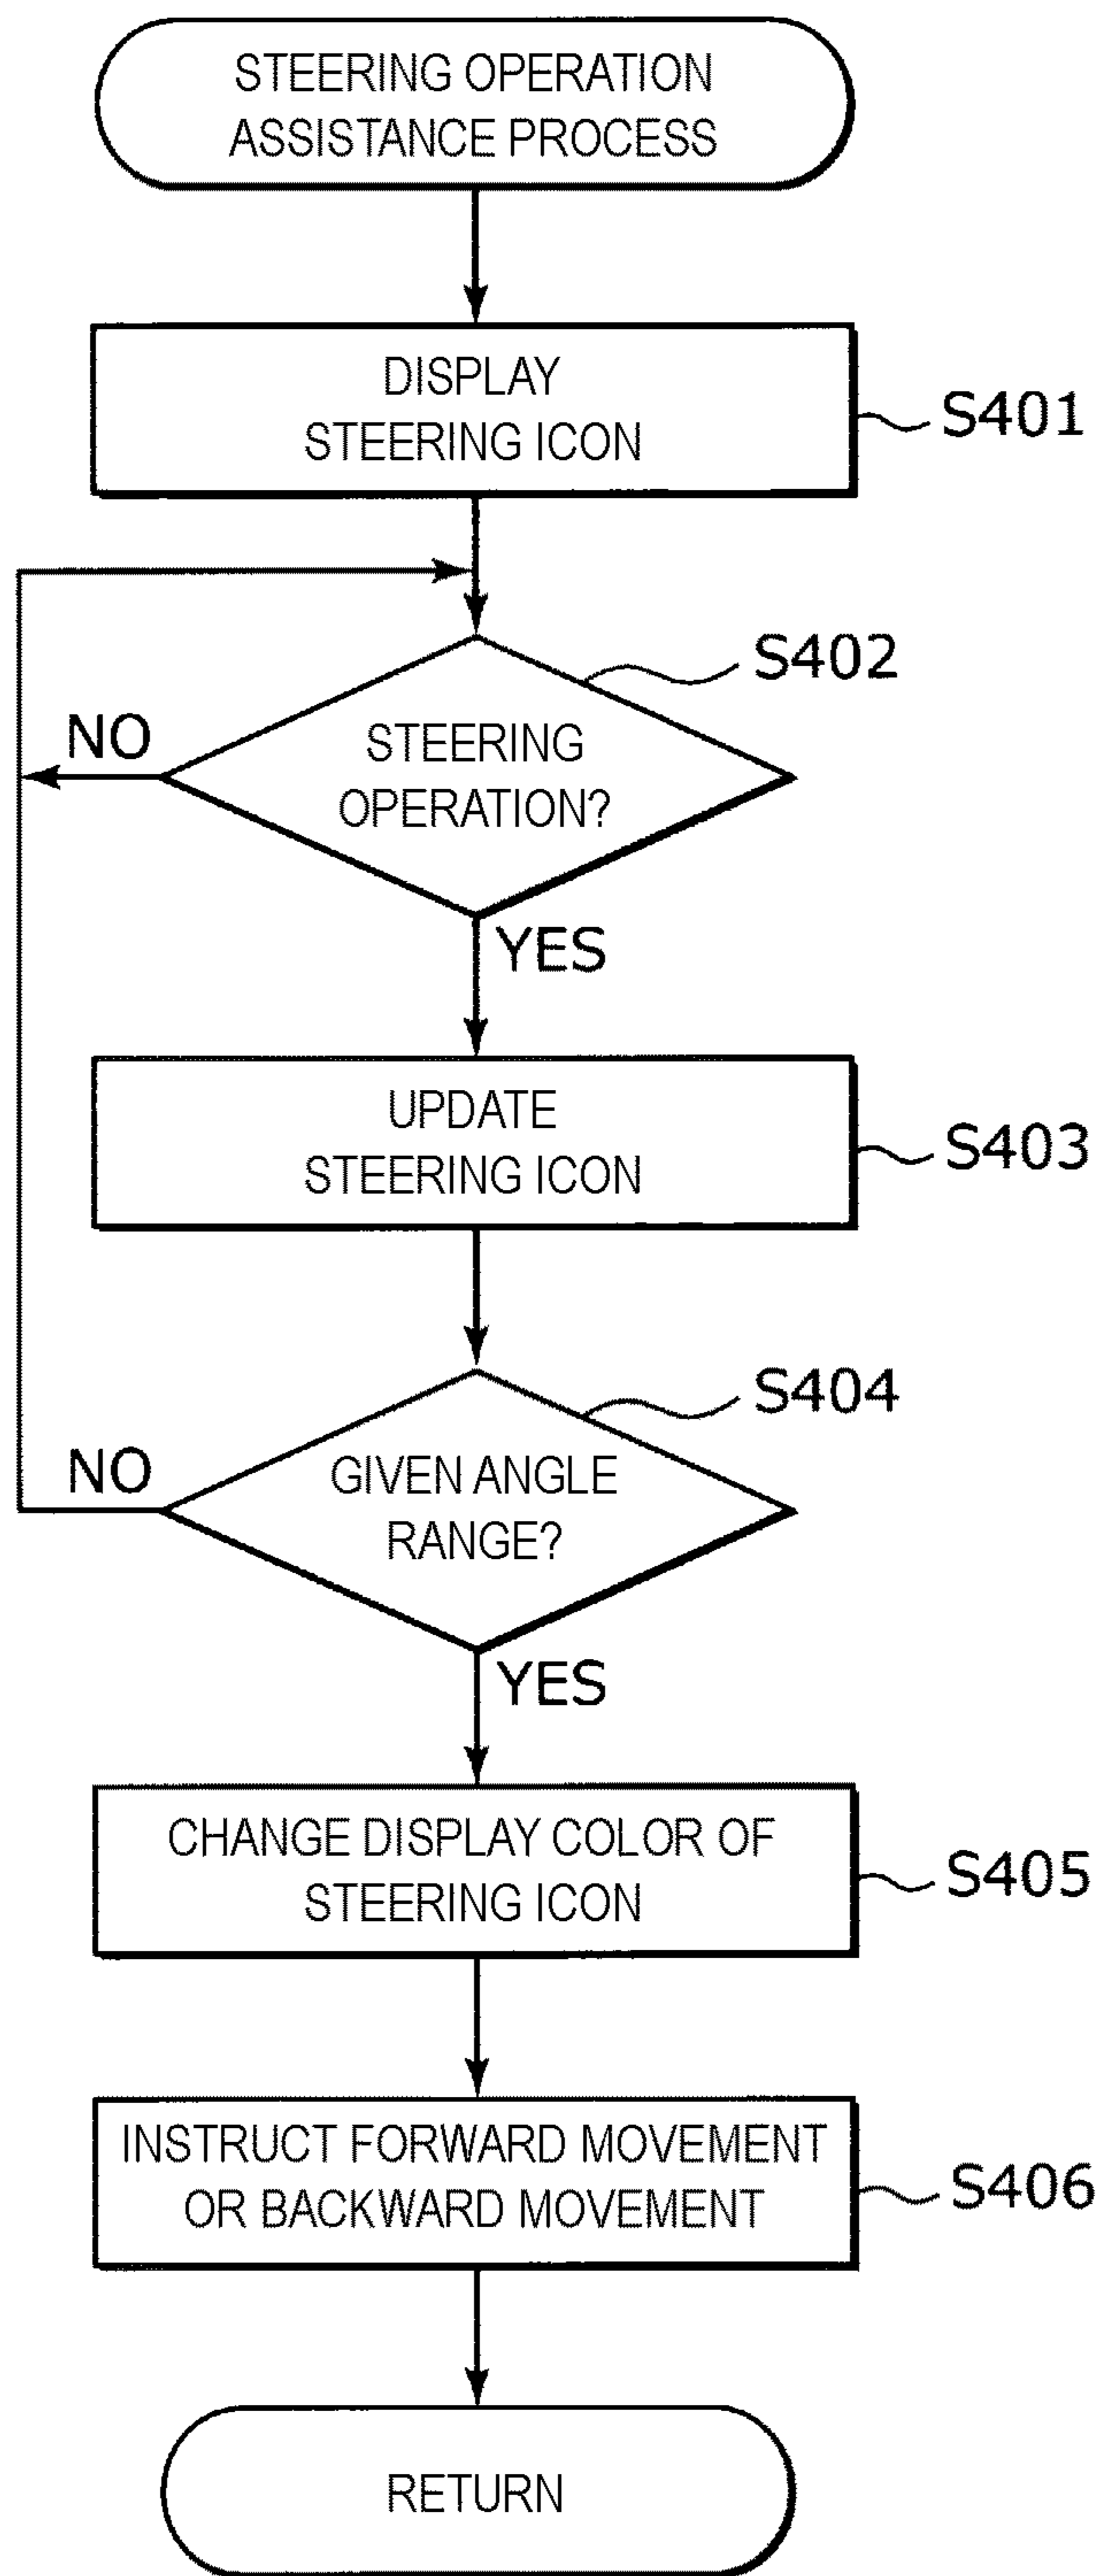 STEERING OPERATION
ASSISTANCE PROCESS
DISPLAY
STEERING ICON
S401
S402
STEERING
OPERATION?
NO
YES
UPDATE
STEERING ICON
S403
S404
GIVEN ANGLE
RANGE?
NO
YES
CHANGE DISPLAY COLOR OF
STEERING ICON
S405
INSTRUCT FORWARD MOVEMENT
OR BACKWARD MOVEMENT
S406
RETURN